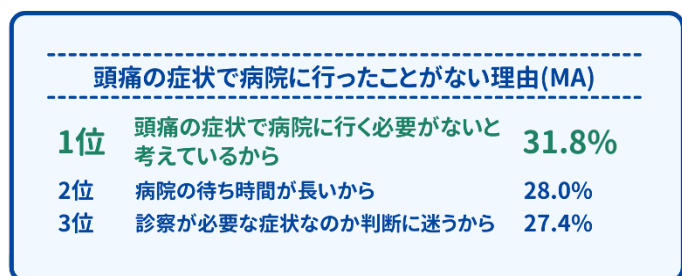 頭痛の症状で病院に行ったことがない理由(MA)
1位 頭痛の症状で病院に行く必要がないと
考えているから 31.8%
2位 病院の待ち時間が長いから 28.0%
3位 診察が必要な症状なのか判断に迷うから 27.4%